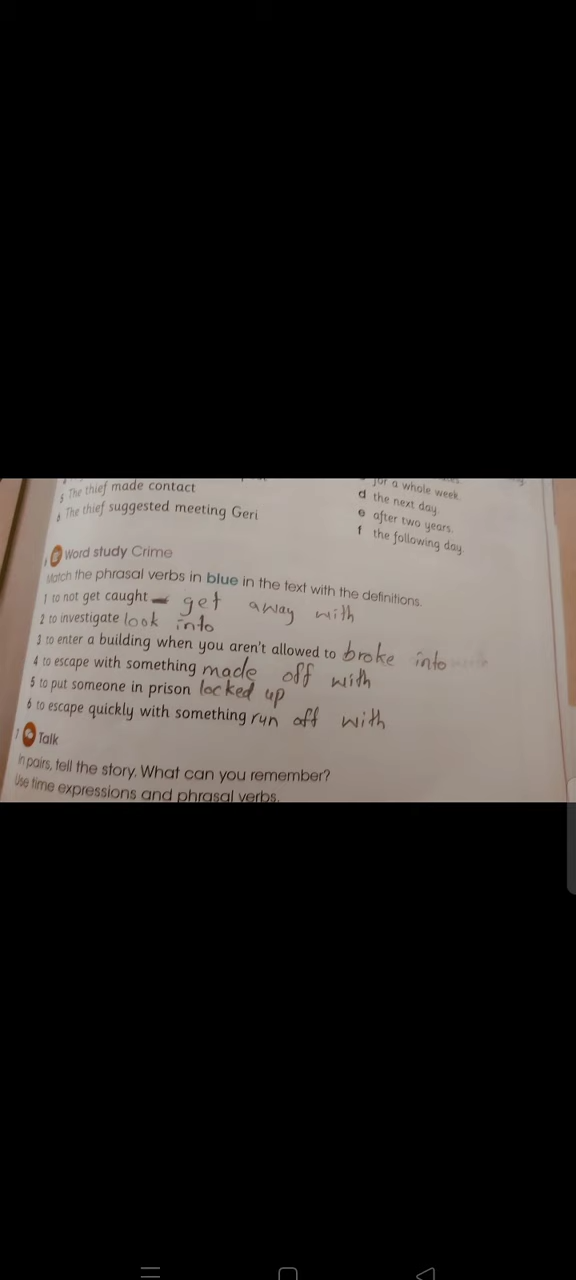 5 The thief made contact
6 The thief suggested meeting Geri
for a whole week.
d the next day.
e after two years.
f the following day.
Word study Crime
Match the phrasal verbs in blue in the text with the definitions.
1 to not get caught - get away with
2 to investigate look into
3 to enter a building when you aren't allowed to broke into with
4 to escape with something made off with
5 to put someone in prison locked up
6 to escape quickly with something run off with
7 Talk
In pairs, tell the story. What can you remember?
Use time expressions and phrasal verbs.